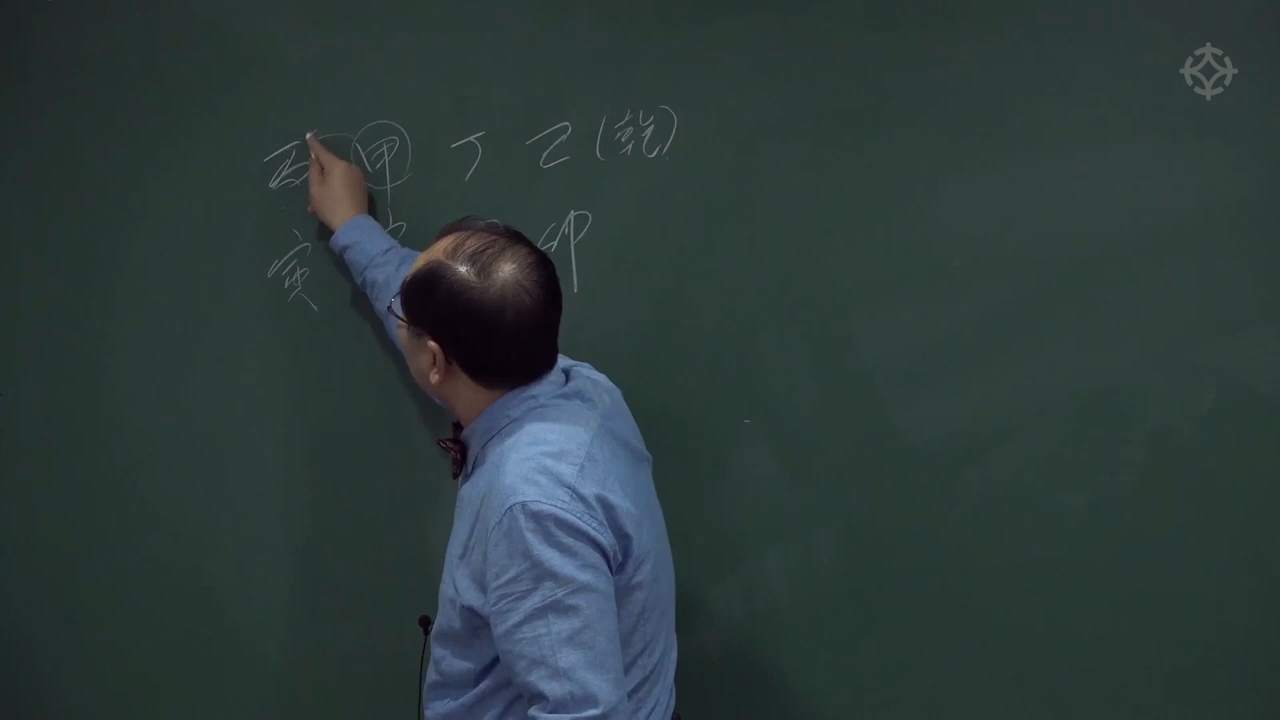 丙 甲 丁 乙 (乾)
寅 卯